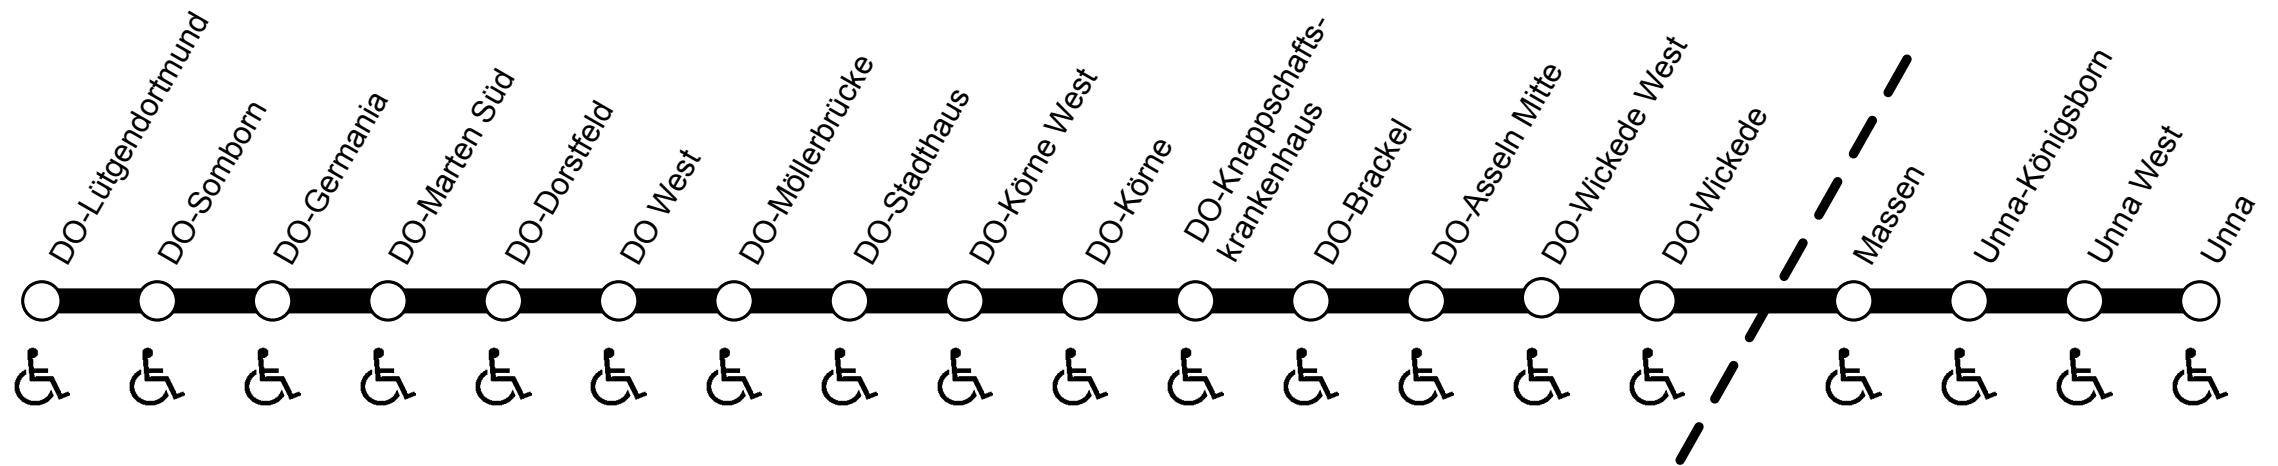 DO-Lütgendortmund
DO-Somborn
DO-Germania
DO-Marten Süd
DO-Dorstfeld
DO West
DO-Möllerbrücke
DO-Stadthaus
DO-Körne West
DO-Körne
DO-Knappschafts-
krankenhaus
DO-Brackel
DO-Asseln Mitte
DO-Wickede West
DO-Wickede
Massen
Unna-Königsborn
Unna West
Unna